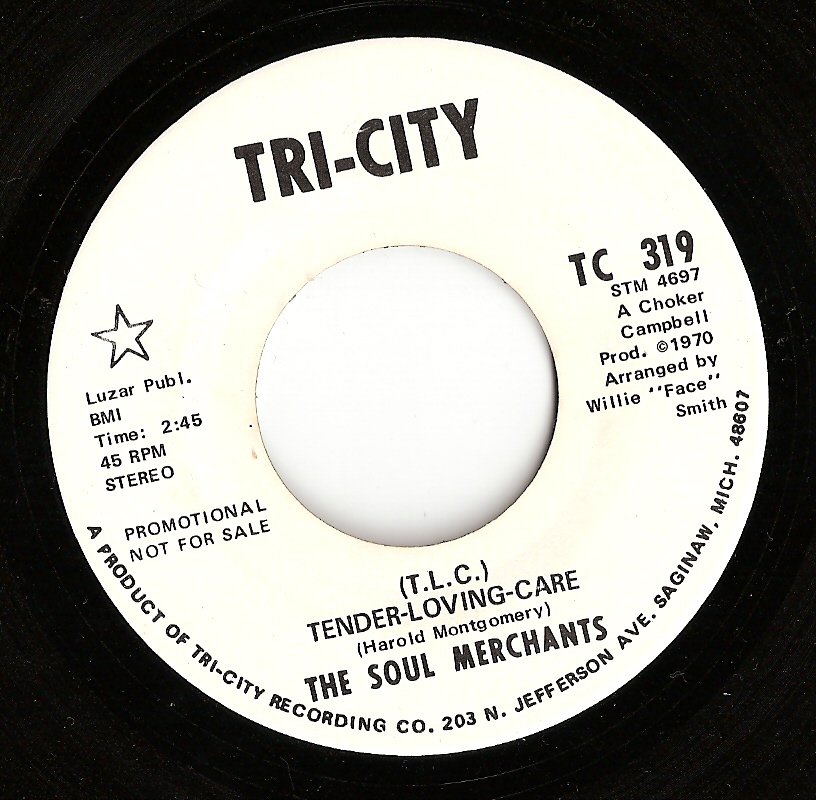 TRI-CITY
TC 319
STM 4697
A Choker
Campbell
Prod. ©1970
Arranged by
Willie "Face"
Smith
Luzar Publ.
BMI
Time: 2:45
45 RPM
STEREO
PROMOTIONAL
NOT FOR SALE
(T.L.C.)
TENDER-LOVING-CARE
(Harold Montgomery)
THE SOUL MERCHANTS
A PRODUCT OF TRI-CITY RECORDING CO. 203 N. JEFFERSON AVE. SAGINAW, MICH. 48607